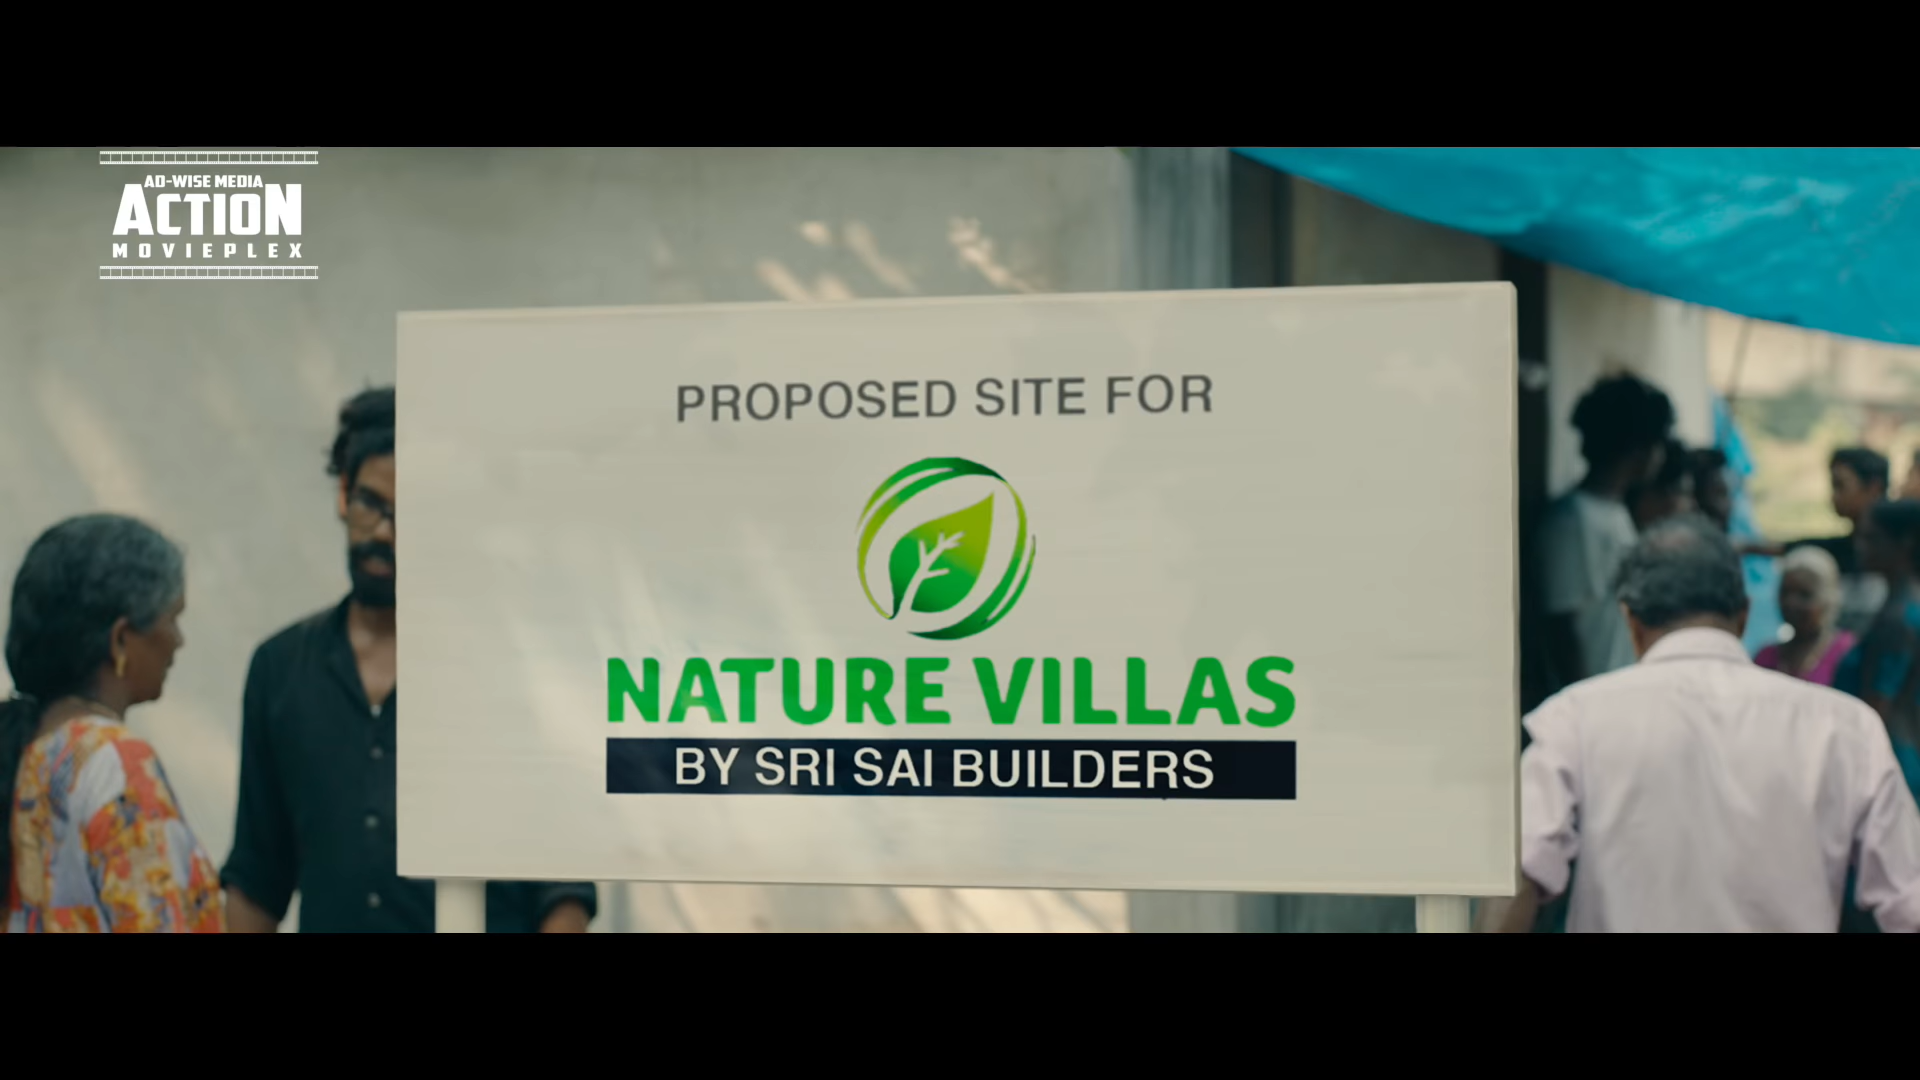 AD-WISE MEDIA
ACTION
MOVIEPLEX
PROPOSED SITE FOR
NATURE VILLAS
BY SRI SAI BUILDERS